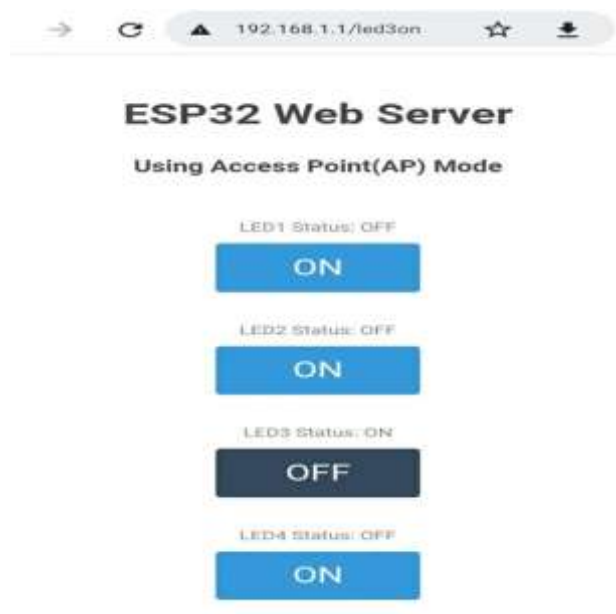 192.168.1.1/led3on
ESP32 Web Server
Using Access Point(AP) Mode
LED1 Status: OFF
ON
LED2 Status: OFF
ON
LED3 Status: ON
OFF
LED4 Status: OFF
ON